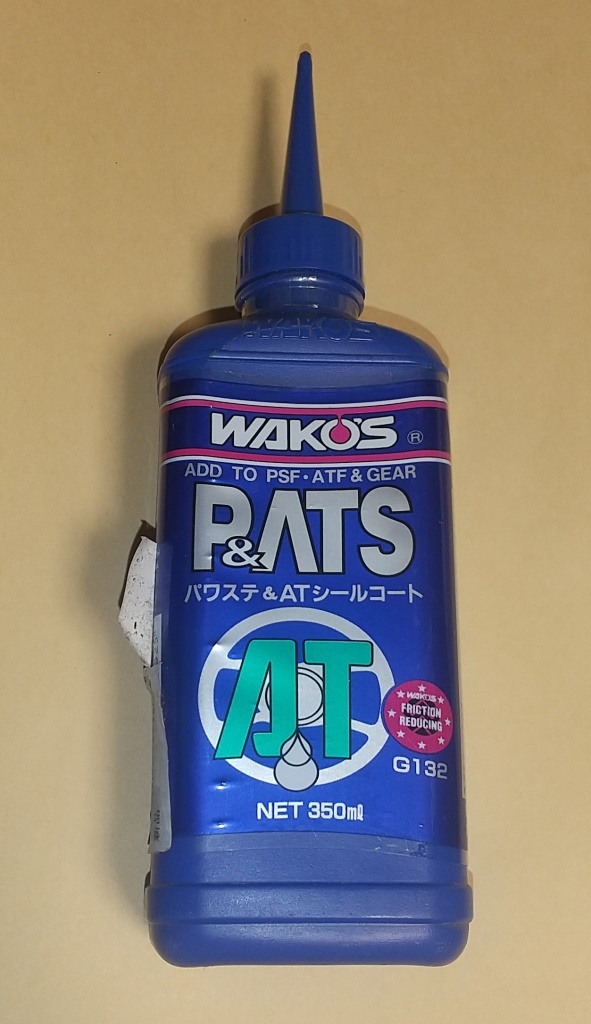 WAKO'S
WAKO'S ®
ADD TO PSF・ATF & GEAR
P&ATS
パワステ&ATシールコート
AT
WAKO'S
FRICTION
REDUCING
G132
NET 350㎖